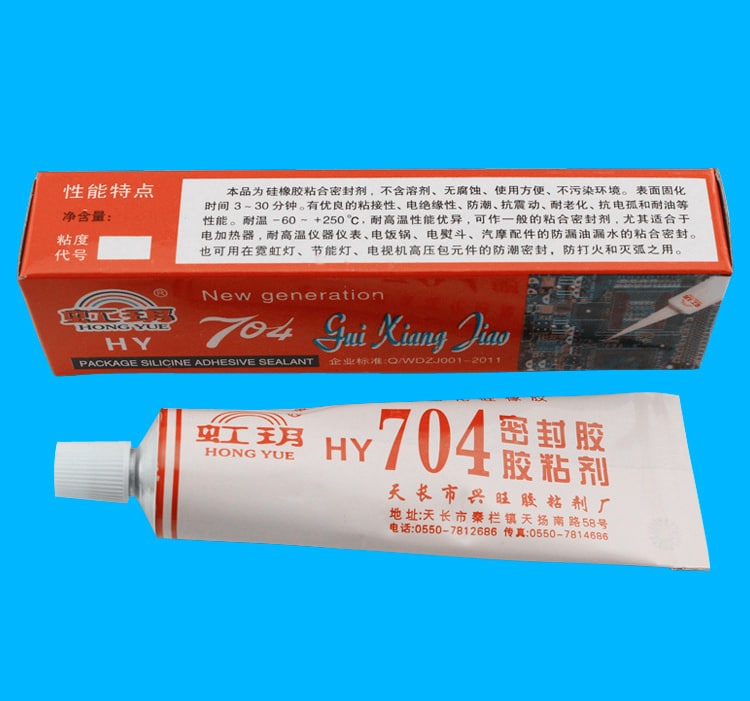 性能特点
净含量:
粘度
代号
本品为硅橡胶粘合密封剂，不含溶剂、无腐蚀、使用方便、不污染环境。表面固化
时间3~30分钟。有优良的粘接性、电绝缘性、防潮、抗震动、耐老化、抗电弧和耐油等
性能。耐温-60~+250℃,耐高温性能优异,可作一般的粘合密封剂,尤其适合于
电加热器,耐高温仪器仪表、电饭锅、电熨斗、汽摩配件的防漏油漏水的粘合密封。
也可用在霓虹灯、节能灯、电视机高压包元件的防潮密封，防打火和灭弧之用。
虹玥®
HONG YUE
HY
New generation
704 Gui Xiang Jiao
PACKAGE SILICINE ADHESIVE SEALANT
企业标准:Q/WDZJ001-2011
虹玥
虹玥
HONG YUE
HY704
密封胶
胶粘剂
天长市兴旺胶粘剂厂
地址:天长市秦栏镇天扬南路58号
电话:0550-7812686 传真:0550-7814686